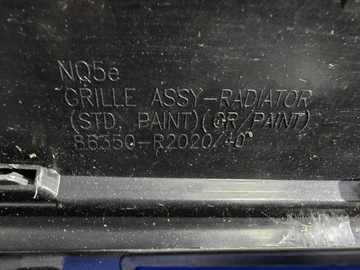 NQ5e
GRILLE ASSY-RADIATOR
(STD. PAINT)(GR/PAINT)
86350-R2020/40